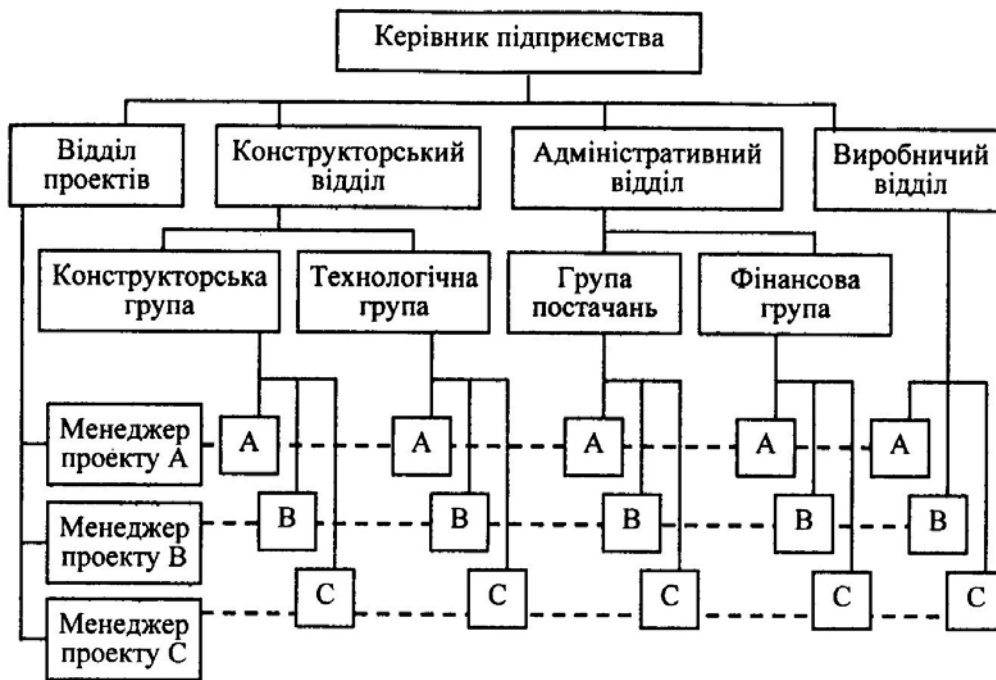 Керівник підприємства
Відділ
проектів
Конструкторський
відділ
Адміністративний
відділ
Виробничий
відділ
Конструкторська
група
Технологічна
група
Група
постачань
Фінансова
група
Менеджер
проекту А
А
А
А
А
А
Менеджер
проекту В
В
В
В
В
В
Менеджер
проекту С
С
С
С
С
С